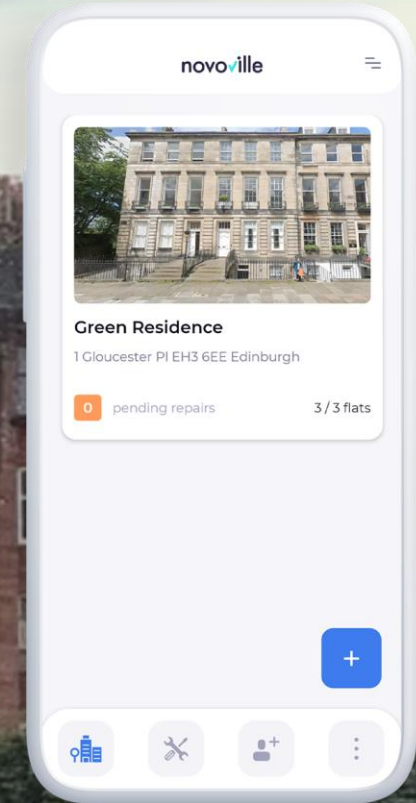 novoville
Green Residence
1 Gloucester Pl EH3 6EE Edinburgh
0 pending repairs 3 / 3 flats
+